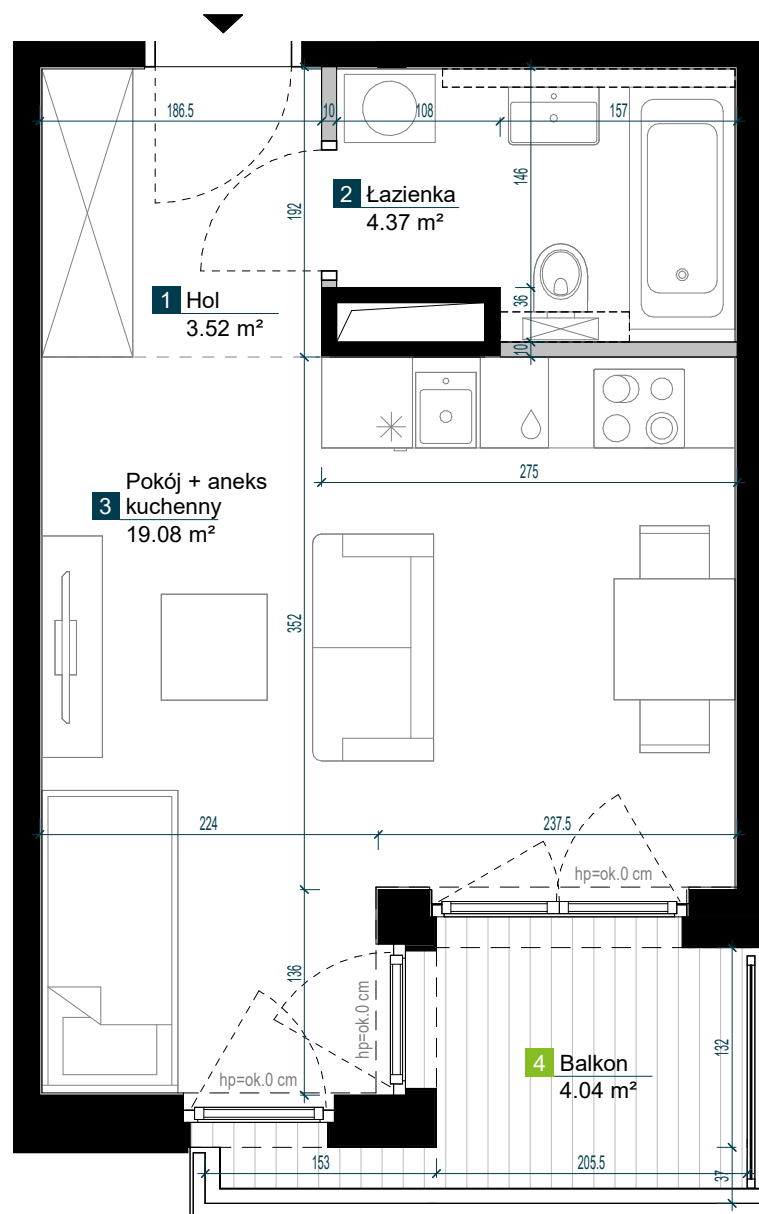 186.5
10
108
157
146
192
2 Łazienka
4.37 m²
1 Hol
3.52 m²
36
10
275
3 Pokój + aneks
kuchenny
19.08 m²
352
224
237.5
hp=ok.0 cm
136
hp=ok.0 cm
hp=ok.0 cm
132
4 Balkon
4.04 m²
153
205.5
37